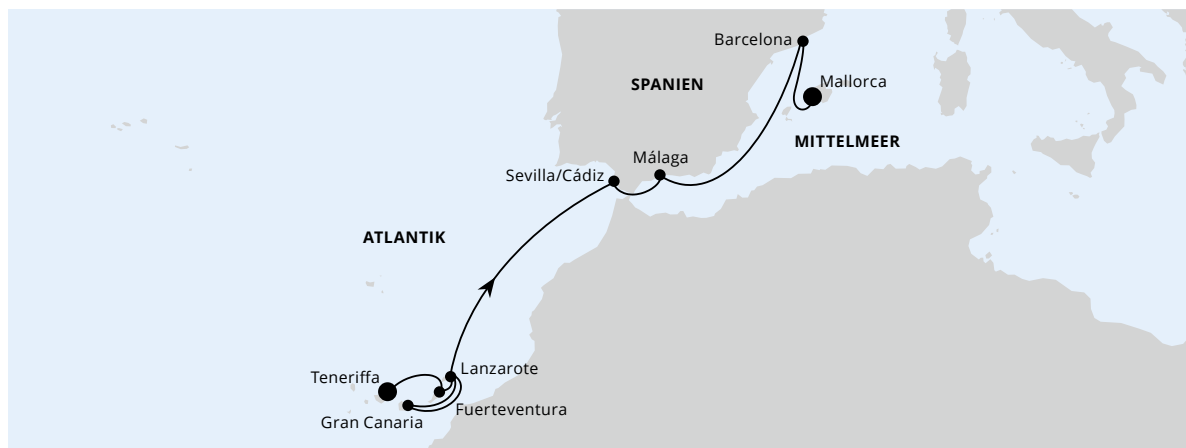 Barcelona
Mallorca
SPANIEN
MITTELMEER
Málaga
Sevilla/Cádiz
ATLANTIK
Lanzarote
Teneriffa
Fuerteventura
Gran Canaria